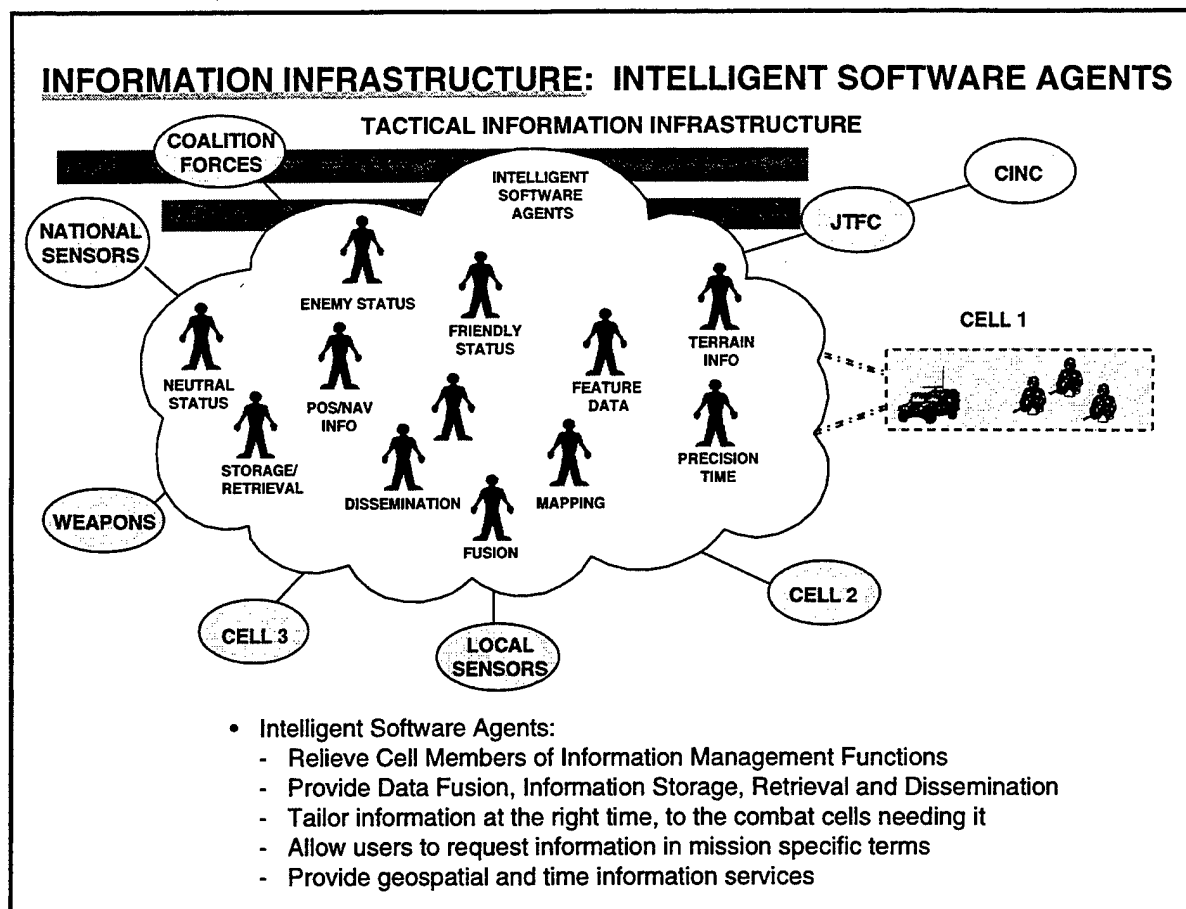 INFORMATION INFRASTRUCTURE: INTELLIGENT SOFTWARE AGENTS
TACTICAL INFORMATION INFRASTRUCTURE
COALITION
FORCES
INTELLIGENT
SOFTWARE
AGENTS
CINC
JTFC
NATIONAL
SENSORS
ENEMY STATUS
FRIENDLY
STATUS
TERRAIN
INFO
CELL 1
NEUTRAL
STATUS
POS/NAV
INFO
FEATURE
DATA
STORAGE/
RETRIEVAL
DISSEMINATION
MAPPING
PRECISION
TIME
FUSION
WEAPONS
CELL 2
CELL 3
LOCAL
SENSORS
• Intelligent Software Agents:
- Relieve Cell Members of Information Management Functions
- Provide Data Fusion, Information Storage, Retrieval and Dissemination
- Tailor information at the right time, to the combat cells needing it
- Allow users to request information in mission specific terms
- Provide geospatial and time information services